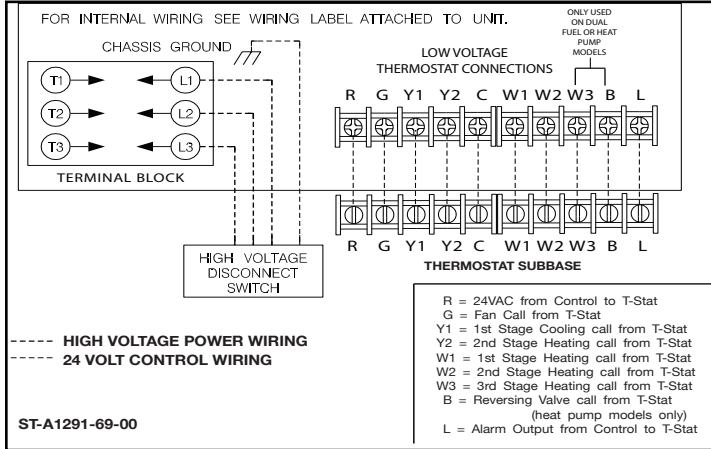 FOR INTERNAL WIRING SEE WIRING LABEL ATTACHED TO UNIT.
ONLY USED
ON DUAL
FUEL OR HEAT
PUMP
MODELS
CHASSIS GROUND
LOW VOLTAGE
THERMOSTAT CONNECTIONS
R G Y1 Y2 C W1 W2 W3 B L
T1 L1
T2 L2
T3 L3
TERMINAL BLOCK
R G Y1 Y2 C W1 W2 W3 B L
THERMOSTAT SUBBASE
HIGH VOLTAGE
DISCONNECT
SWITCH
R = 24VAC from Control to T-Stat
G = Fan Call from T-Stat
Y1 = 1st Stage Cooling call from T-Stat
Y2 = 2nd Stage Heating call from T-Stat
W1 = 1st Stage Heating call from T-Stat
W2 = 2nd Stage Heating call from T-Stat
W3 = 3rd Stage Heating call from T-Stat
B = Reversing Valve call from T-Stat
(heat pump models only)
L = Alarm Output from Control to T-Stat
---- HIGH VOLTAGE POWER WIRING
---- 24 VOLT CONTROL WIRING
ST-A1291-69-00